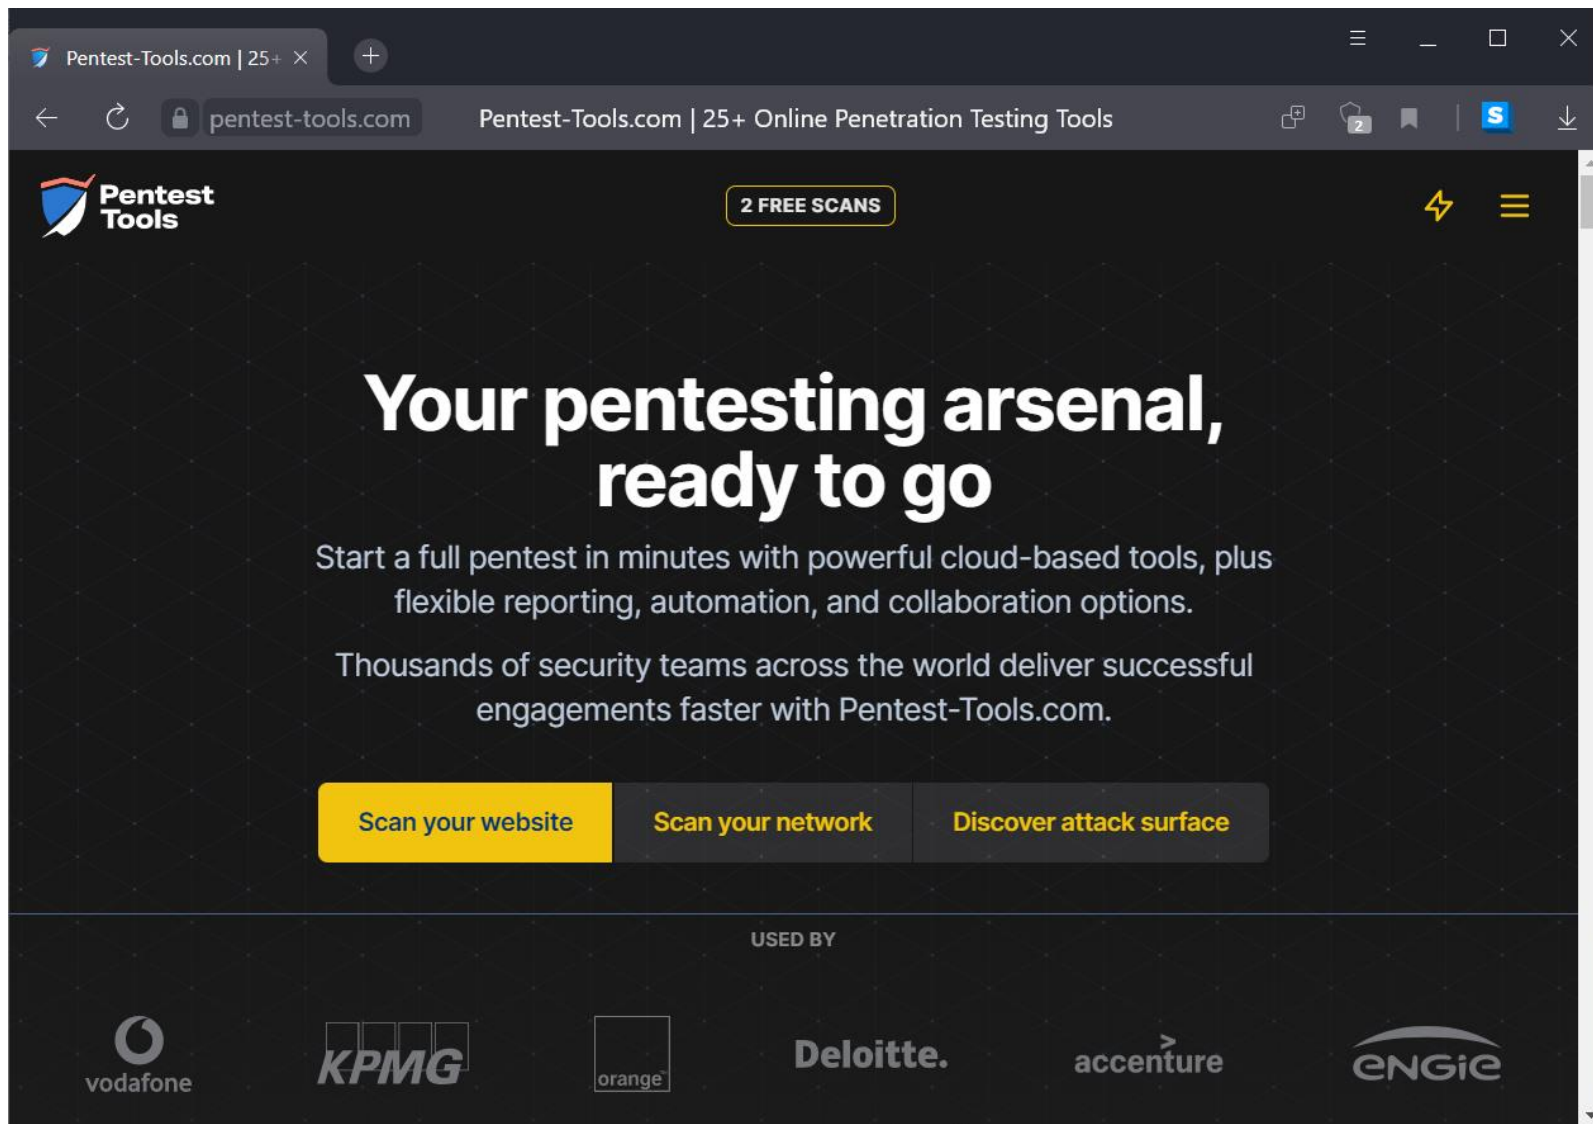 Pentest-Tools.com | 25+
pentest-tools.com Pentest-Tools.com | 25+ Online Penetration Testing Tools 2 S
Pentest
Tools
2 FREE SCANS
Your pentesting arsenal,
ready to go
Start a full pentest in minutes with powerful cloud-based tools, plus
flexible reporting, automation, and collaboration options.
Thousands of security teams across the world deliver successful
engagements faster with Pentest-Tools.com.
Scan your website Scan your network Discover attack surface
USED BY
vodafone KPMG orange™ Deloitte. accenture ENGIE